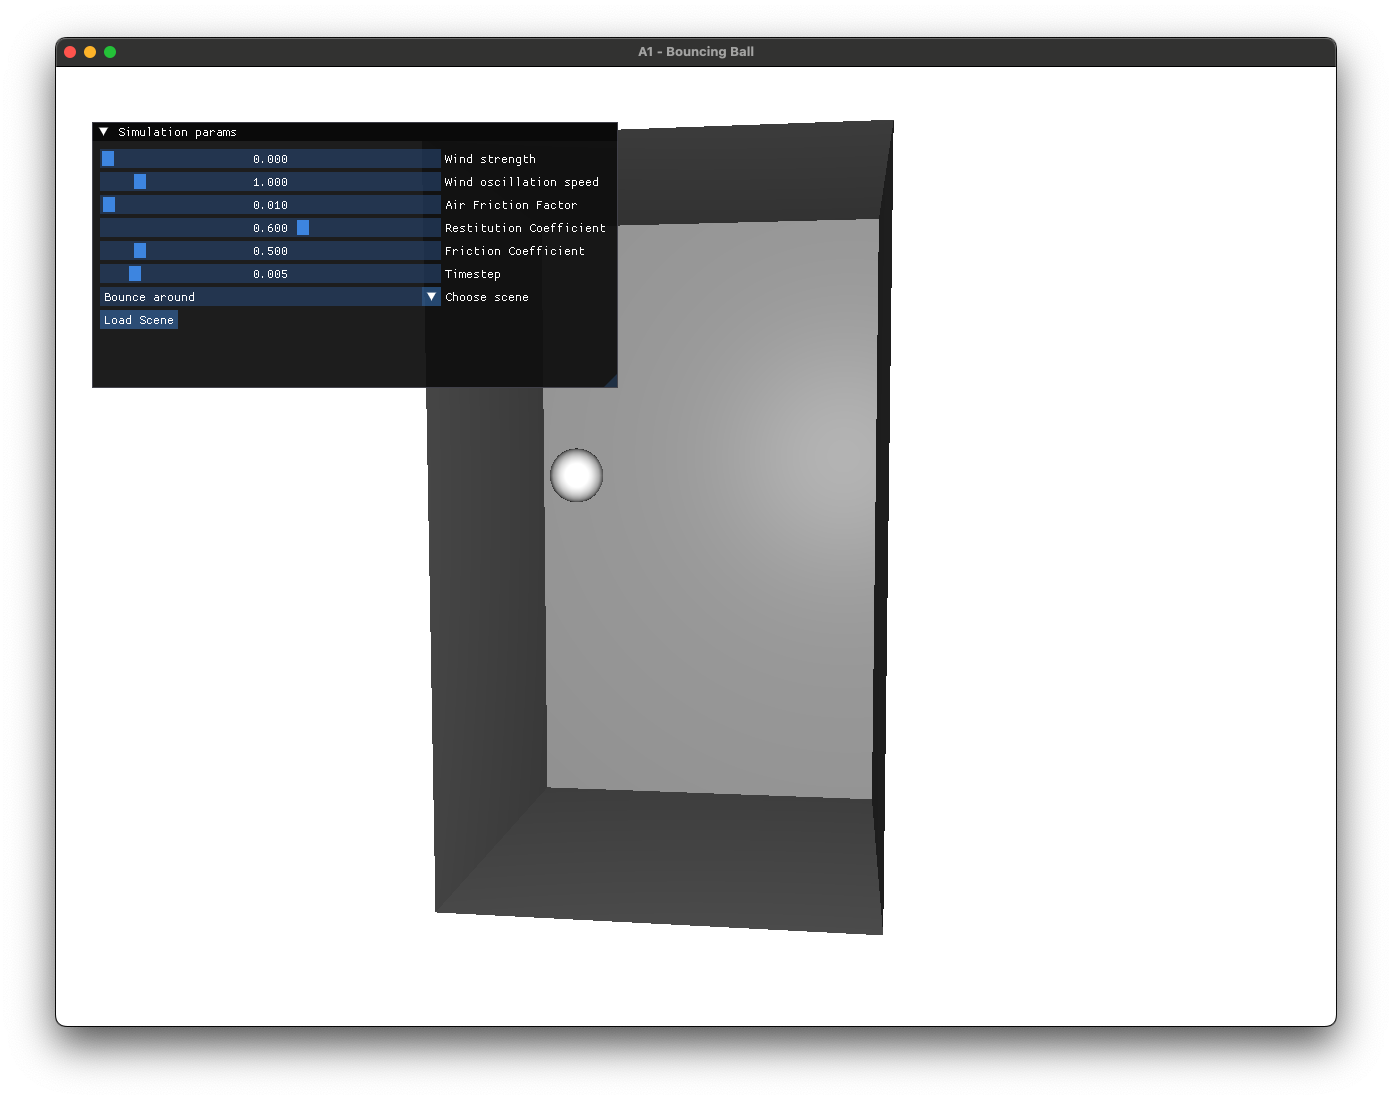 A1 - Bouncing Ball
Simulation params
0.000 Wind strength
1.000 Wind oscillation speed
0.010 Air Friction Factor
0.600 Restitution Coefficient
0.500 Friction Coefficient
0.005 Timestep
Bounce around Choose scene
Load Scene